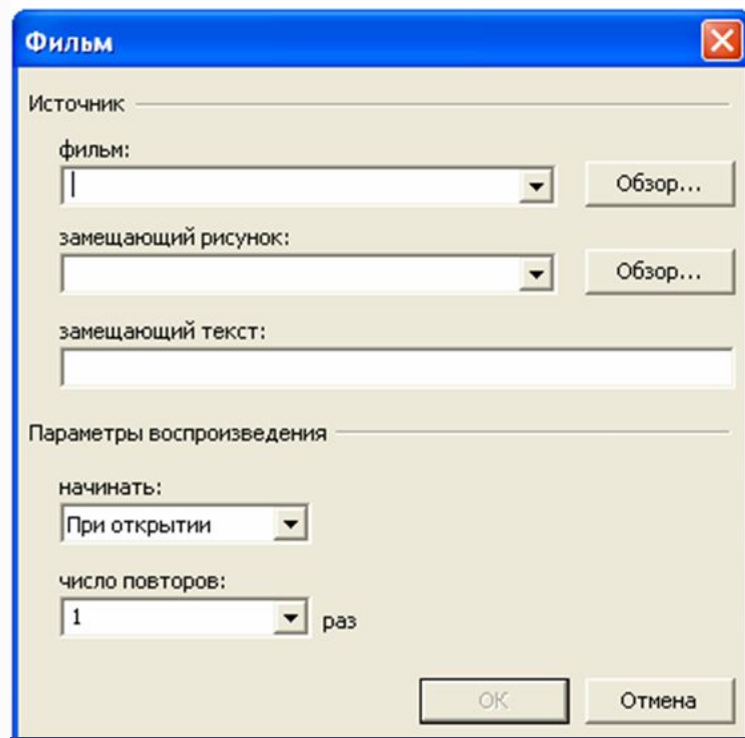 Фильм
Источник
фильм:
Обзор...
замещающий рисунок:
Обзор...
замещающий текст:
Параметры воспроизведения
начинать:
При открытии
число повторов:
1 раз
ОК Отмена